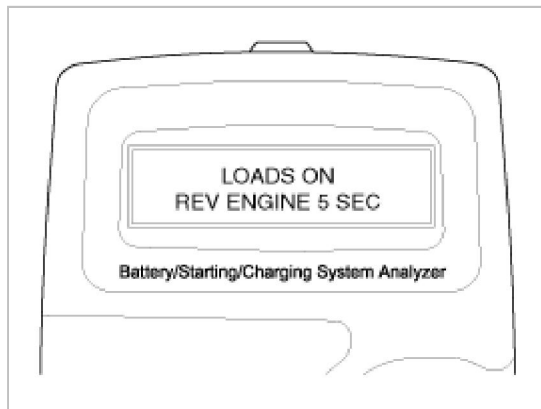 LOADS ON
REV ENGINE 5 SEC
Battery/Starting/Charging System Analyzer